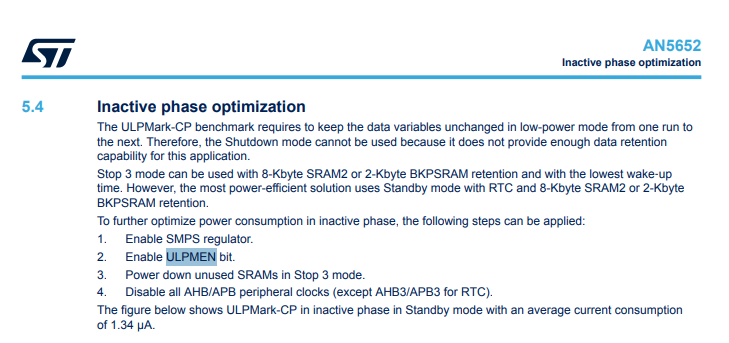 ST
AN5652
Inactive phase optimization
5.4 Inactive phase optimization
The ULPMark-CP benchmark requires to keep the data variables unchanged in low-power mode from one run to
the next. Therefore, the Shutdown mode cannot be used because it does not provide enough data retention
capability for this application.
Stop 3 mode can be used with 8-Kbyte SRAM2 or 2-Kbyte BKPSRAM retention and with the lowest wake-up
time. However, the most power-efficient solution uses Standby mode with RTC and 8-Kbyte SRAM2 or 2-Kbyte
BKPSRAM retention.
To further optimize power consumption in inactive phase, the following steps can be applied:
1. Enable SMPS regulator.
2. Enable ULPMEN bit.
3. Power down unused SRAMs in Stop 3 mode.
4. Disable all AHB/APB peripheral clocks (except AHB3/APB3 for RTC).
The figure below shows ULPMark-CP in inactive phase in Standby mode with an average current consumption
of 1.34 μA.